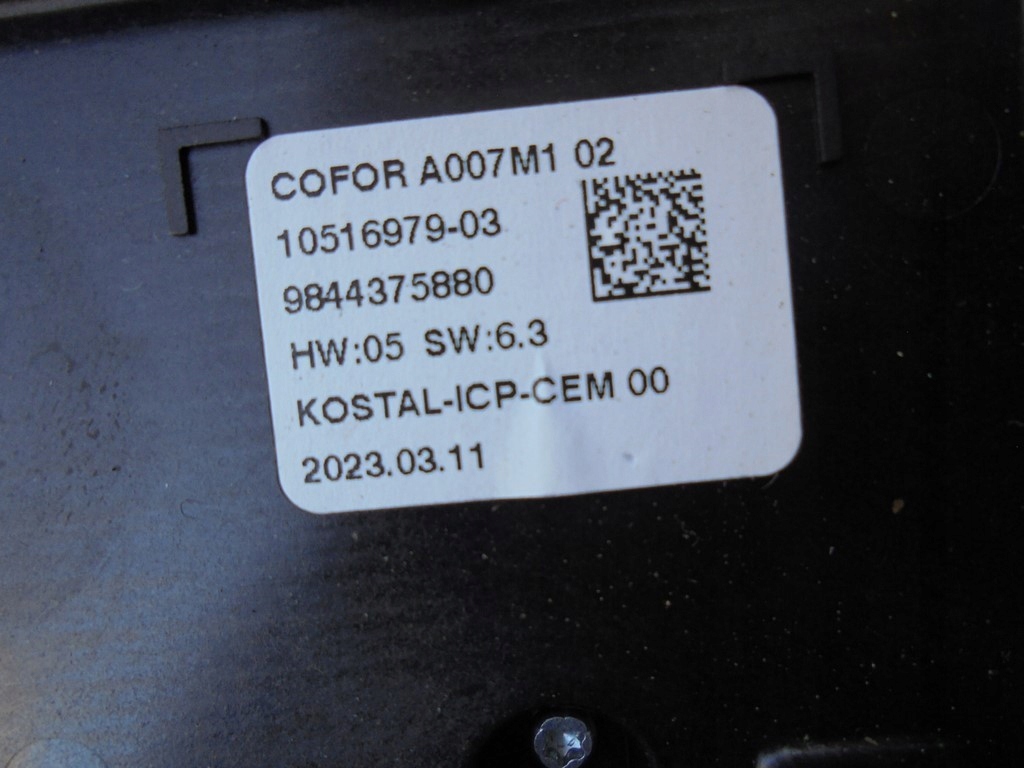 COFOR A007M1 02
10516979-03
9844375880
HW:05 SW:6.3
KOSTAL-ICP-CEM 00
2023.03.11